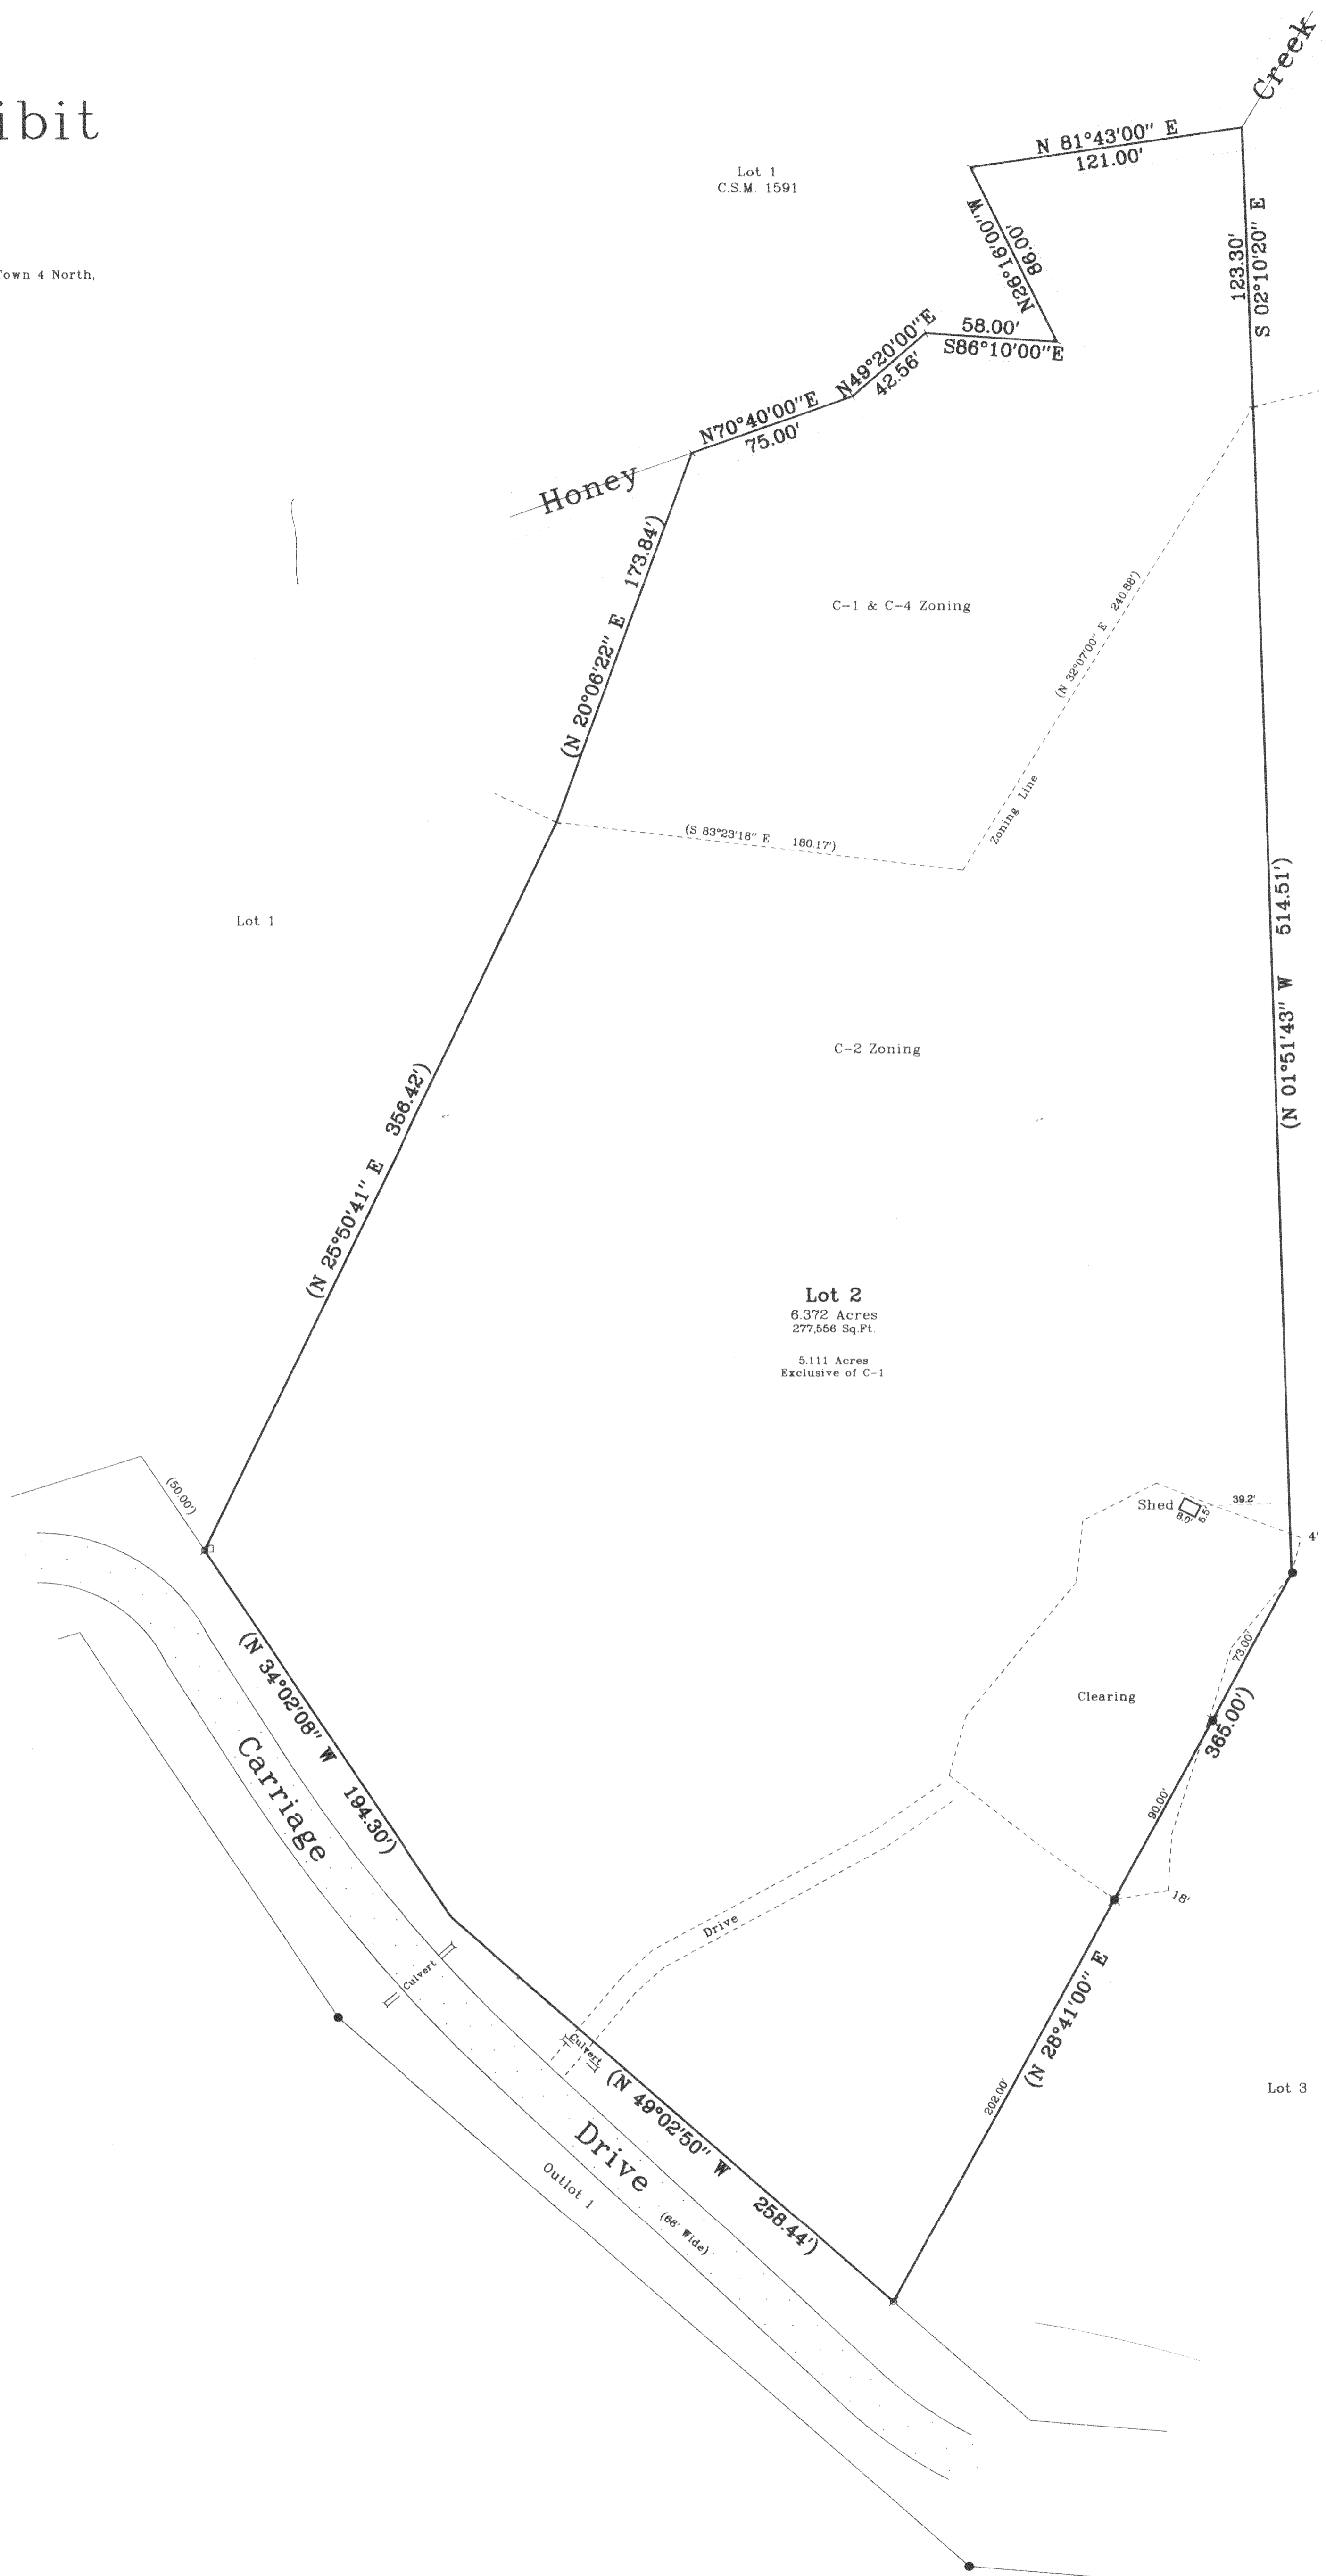 Creek
ibit
N 81°43'00" E
121.00'
Lot 1
C.S.M. 1591
N26°16'00"W
86.00'
123.30'
S 02°10'20" E
Town 4 North,
58.00'
S86°10'00"E
N49°20'00"E
42.56'
N70°40'00"E
75.00'
Honey
(N 20°06'22" E 173.84')
C-1 & C-4 Zoning
(N 32°07'00" E 240.88')
Zoning Line
(S 83°23'18" E 180.17')
Lot 1
(N 01°51'43" W 514.51')
C-2 Zoning
(N 25°50'41" E 356.42')
Lot 2
6.372 Acres
277,556 Sq.Ft.
5.111 Acres
Exclusive of C-1
(50.00')
Shed
8.0'
5.5'
39.2'
4'
73.00'
Clearing
365.00')
(N 34°02'08" W 194.30')
Carriage
90.00'
18'
Drive
Culvert
Culvert
(N 28°41'00" E
202.00'
Lot 3
(N 49°02'50" W 258.44')
Drive
(66' Wide)
Outlot 1